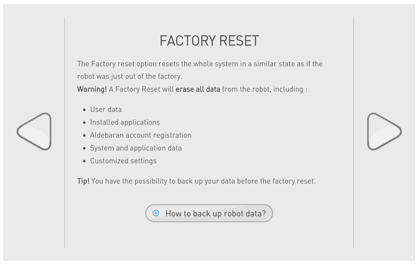 FACTORY RESET
The Factory reset option resets the whole system in a similar state as if the
robot was just out of the factory.
Warning! A Factory Reset will erase all data from the robot, including :
• User data
• Installed applications
• Aldebaran account registration
• System and application data
• Customized settings
Tip! You have the possibility to back up your data before the factory reset.
How to back up robot data?